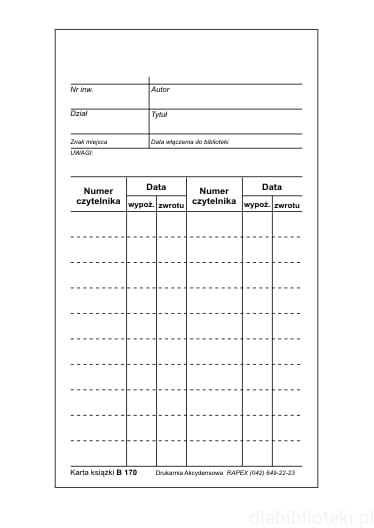 Nr inw. Autor
Dział Tytuł
Znak miejsca Data włączenia do biblioteki
UWAGI:
Numer czytelnika Data Numer czytelnika Data
wypoż. zwrotu wypoż. zwrotu
Karta książki B 170 Drukarnia Akcydensowa RAPEX (042) 649-22-23
dlabiblioteki.pl